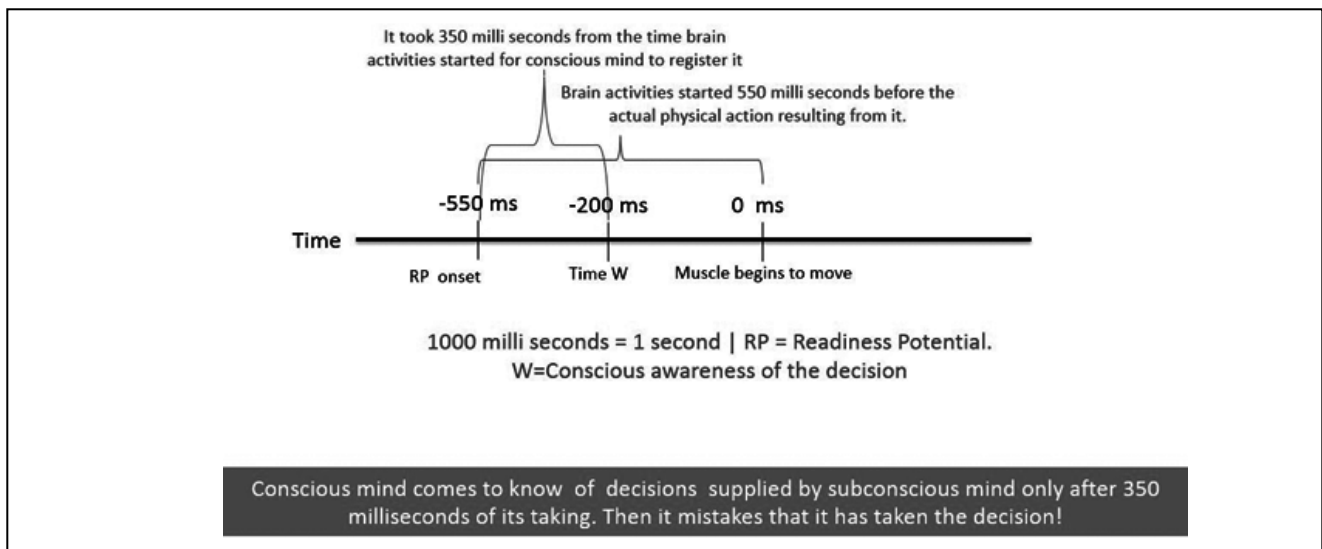 It took 350 milli seconds from the time brain
activities started for conscious mind to register it
Brain activities started 550 milli seconds before the
actual physical action resulting from it.
-550 ms -200 ms 0 ms
Time
RP onset Time W Muscle begins to move
1000 milli seconds = 1 second | RP = Readiness Potential.
W=Conscious awareness of the decision
Conscious mind comes to know of decisions supplied by subconscious mind only after 350
milliseconds of its taking. Then it mistakes that it has taken the decision!